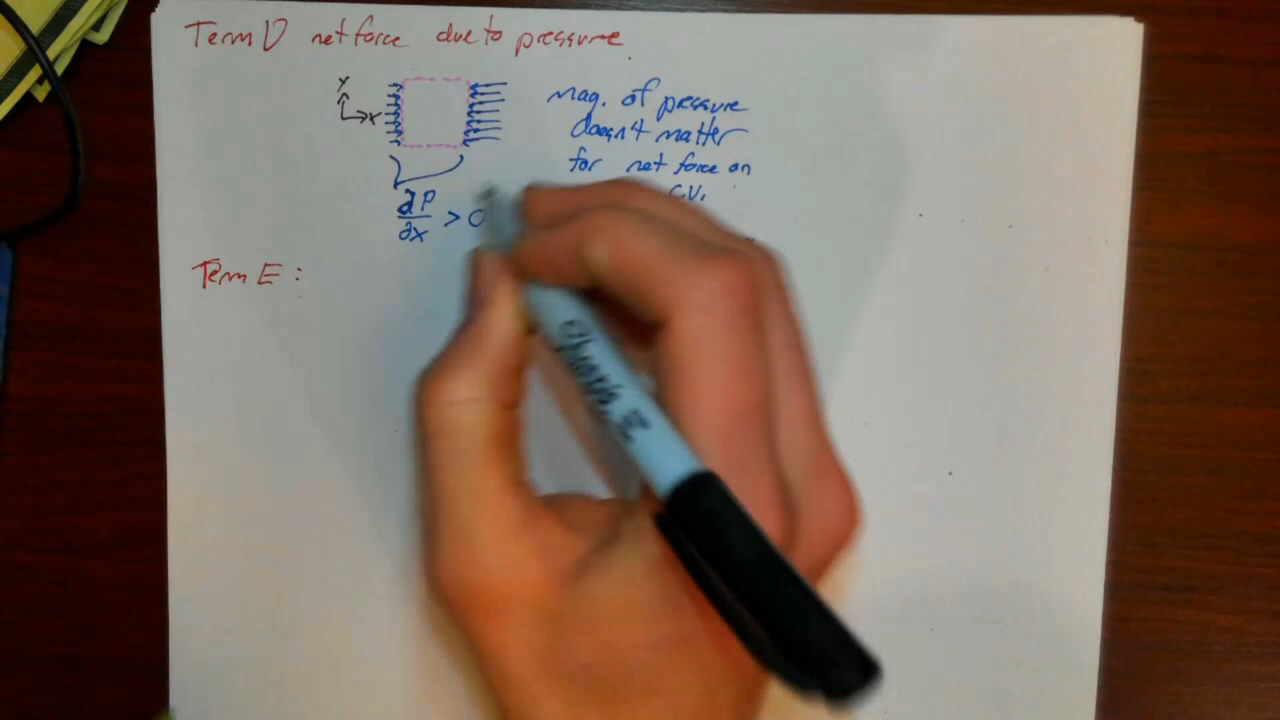 Term D net force due to pressure
y
x
mag. of pressure
doesn't matter
for net force on
C.V.
∂P
∂x
> 0
Term E: